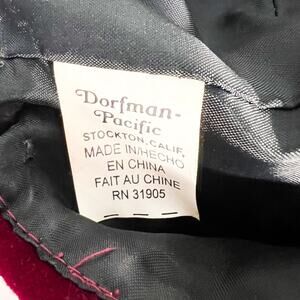 Dorfman-
Pacific
STOCKTON, CALIF.
MADE IN/HECHO
EN CHINA
FAIT AU CHINE
RN 31905